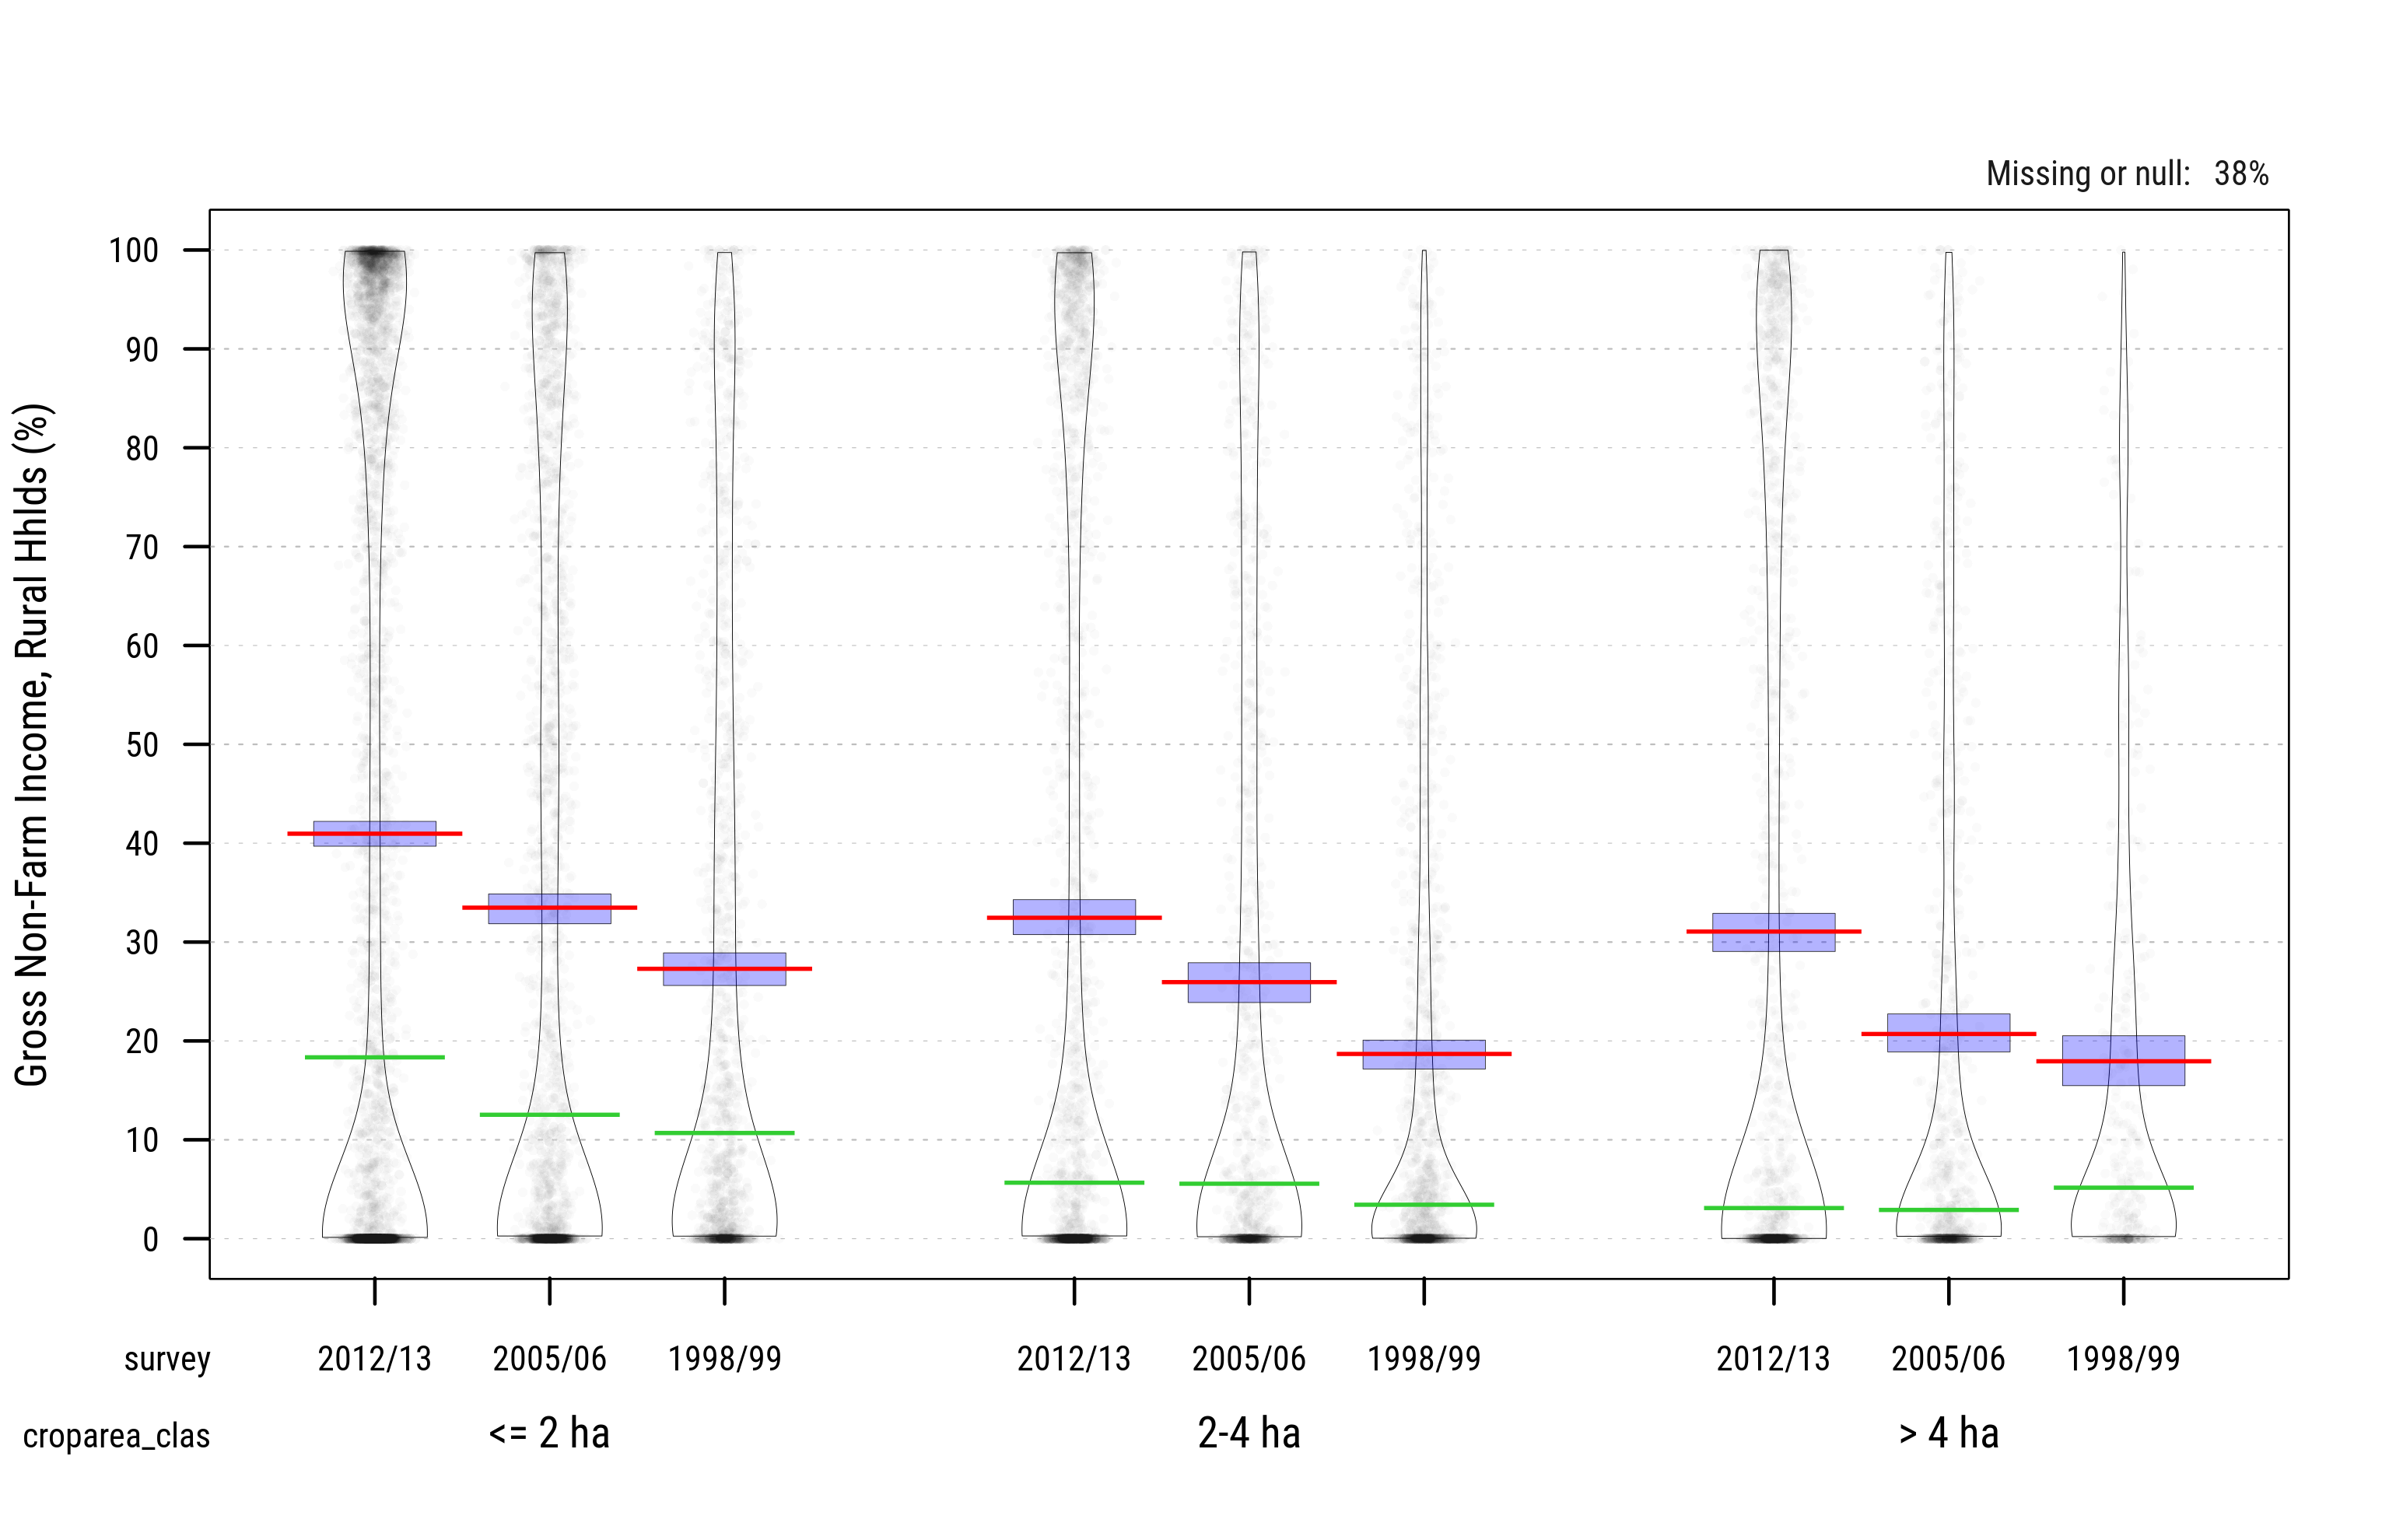 Missing or null: 38%
Gross Non-Farm Income, Rural Hhlds (%)
100
90
80
70
60
50
40
30
20
10
0
survey 2012/13 2005/06 1998/99 2012/13 2005/06 1998/99 2012/13 2005/06 1998/99
croparea_clas <= 2 ha 2-4 ha > 4 ha